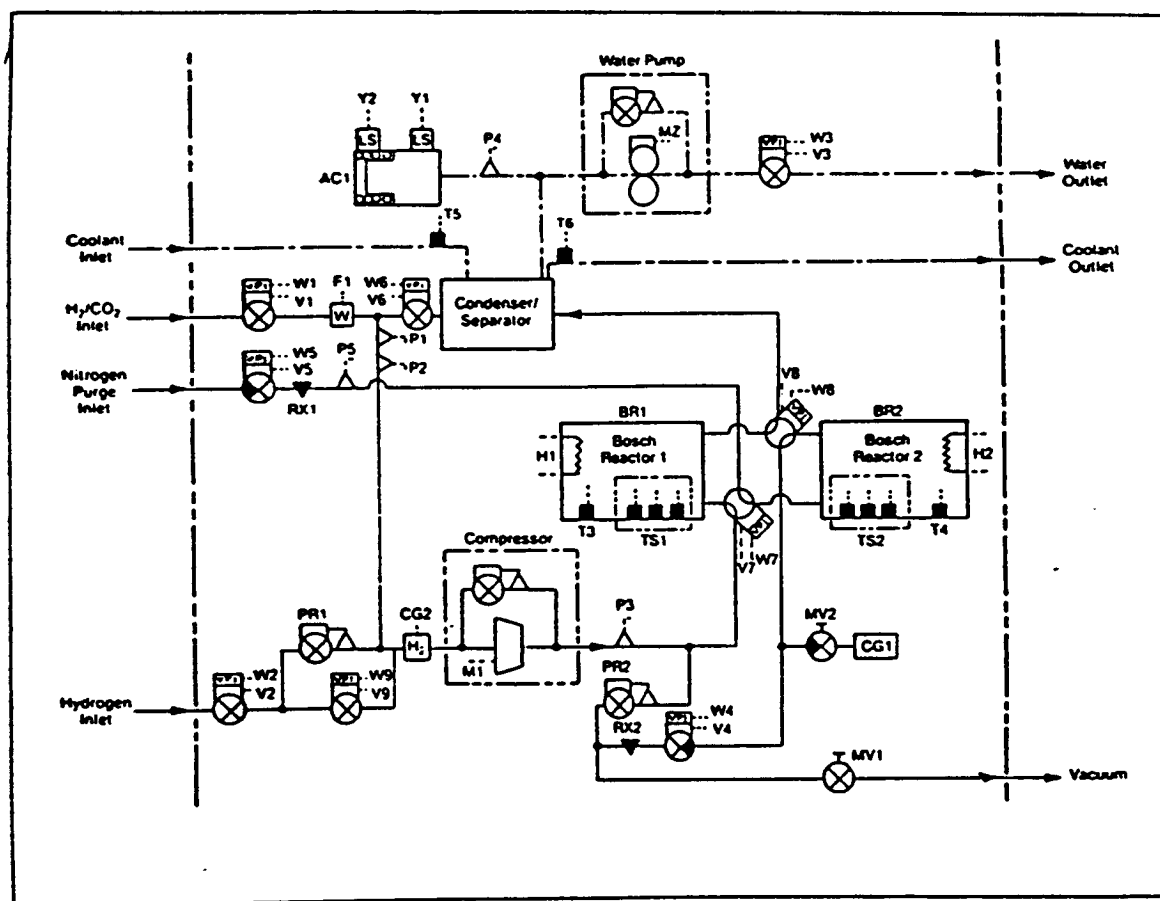 Water Pump
Y2
Y1
LS
LS
P4
MZ
W3
V3
Water
Outlet
AC1
T5
T6
Coolant
Inlet
Coolant
Outlet
W1
V1
F1
W
W6
V6
Condenser/
Separator
H₂/CO₂
Inlet
P1
P2
W5
V5
P5
Nitrogen
Purge
Inlet
RX1
V8
W8
BR1
BR2
H1
Bosch
Reactor 1
Bosch
Reactor 2
H2
T3
TS1
TS2
T4
V7
W7
Compressor
PR1
CG2
H₂
P3
MV2
CG1
M1
PR2
W2
V2
W9
V9
RX2
W4
V4
Hydrogen
Inlet
MV1
Vacuum